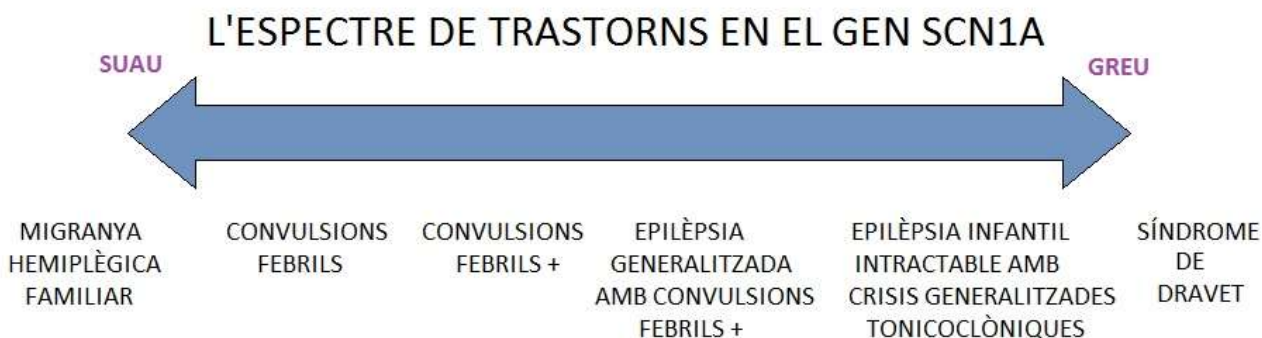 L'ESPECTRE DE TRASTORNS EN EL GEN SCN1A
SUAU
GREU
MIGRANYA
HEMIPLÈGICA
FAMILIAR
CONVULSIONS
FEBRILS
CONVULSIONS
FEBRILS +
EPILÈPSIA
GENERALITZADA
AMB CONVULSIONS
FEBRILS +
EPILÈPSIA INFANTIL
INTRACTABLE AMB
CRISIS GENERALITZADES
TONICOCLÒNIQUES
SÍNDROME
DE
DRAVET